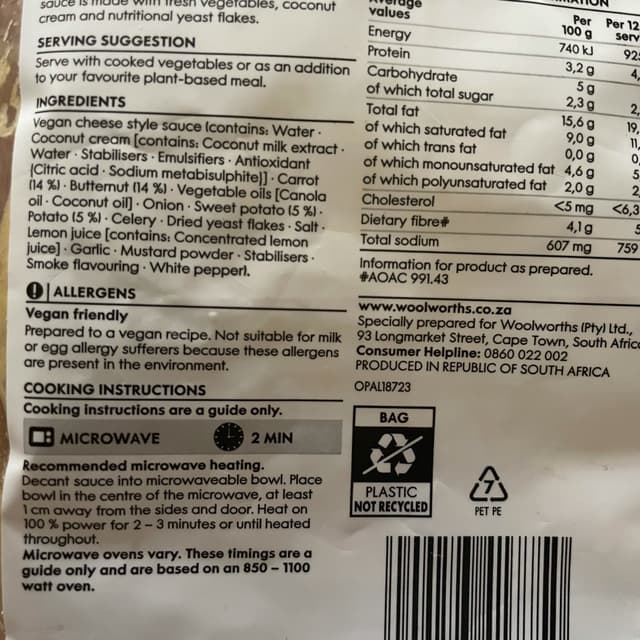 sauce is made with fresh vegetables, coconut
cream and nutritional yeast flakes.
SERVING SUGGESTION
Serve with cooked vegetables or as an addition
to your favourite plant-based meal.
INGREDIENTS
Vegan cheese style sauce (contains: Water ·
Coconut cream [contains: Coconut milk extract ·
Water · Stabilisers · Emulsifiers · Antioxidant
{Citric acid · Sodium metabisulphite}] · Carrot
(14 %) · Butternut (14 %) · Vegetable oils [Canola
oil · Coconut oil] · Onion · Sweet potato (5 %) ·
Potato (5 %) · Celery · Dried yeast flakes · Salt ·
Lemon juice [contains: Concentrated lemon
juice] · Garlic · Mustard powder · Stabilisers ·
Smoke flavouring · White pepper).
ALLERGENS
Vegan friendly
Prepared to a vegan recipe. Not suitable for milk
or egg allergy sufferers because these allergens
are present in the environment.
COOKING INSTRUCTIONS
Cooking instructions are a guide only.
MICROWAVE 2 MIN
Recommended microwave heating.
Decant sauce into microwaveable bowl. Place
bowl in the centre of the microwave, at least
1 cm away from the sides and door. Heat on
100 % power for 2 – 3 minutes or until heated
throughout.
Microwave ovens vary. These timings are a
guide only and are based on an 850 – 1100
watt oven.
Average
values Per Per 12
100 g serv
Energy 740 kJ 92
Protein 3,2 g 4,
Carbohydrate 5 g
of which total sugar 2,3 g 2,
Total fat 15,6 g 19,
of which saturated fat 9,0 g 11,
of which trans fat 0,0 g 0,
of which monounsaturated fat 4,6 g 5
of which polyunsaturated fat 2,0 g 2
Cholesterol <5 mg <6,3
Dietary fibre# 4,1 g 5
Total sodium 607 mg 759
Information for product as prepared.
#AOAC 991.43
www.woolworths.co.za
Specially prepared for Woolworths (Pty) Ltd.,
93 Longmarket Street, Cape Town, South Africa
Consumer Helpline: 0860 022 002
PRODUCED IN REPUBLIC OF SOUTH AFRICA
OPAL18723
BAG
PLASTIC
NOT RECYCLED
7
PET PE